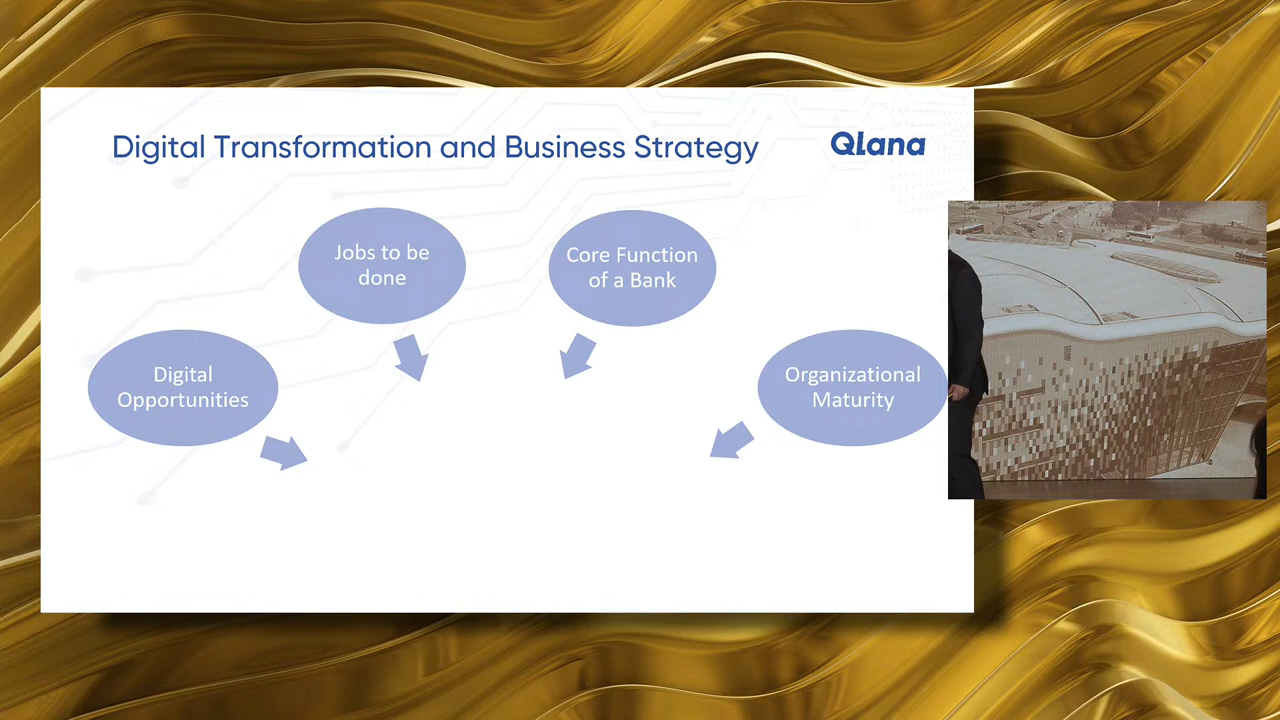 Digital Transformation and Business Strategy
Qlana
Jobs to be
done
Core Function
of a Bank
Digital
Opportunities
Organizational
Maturity